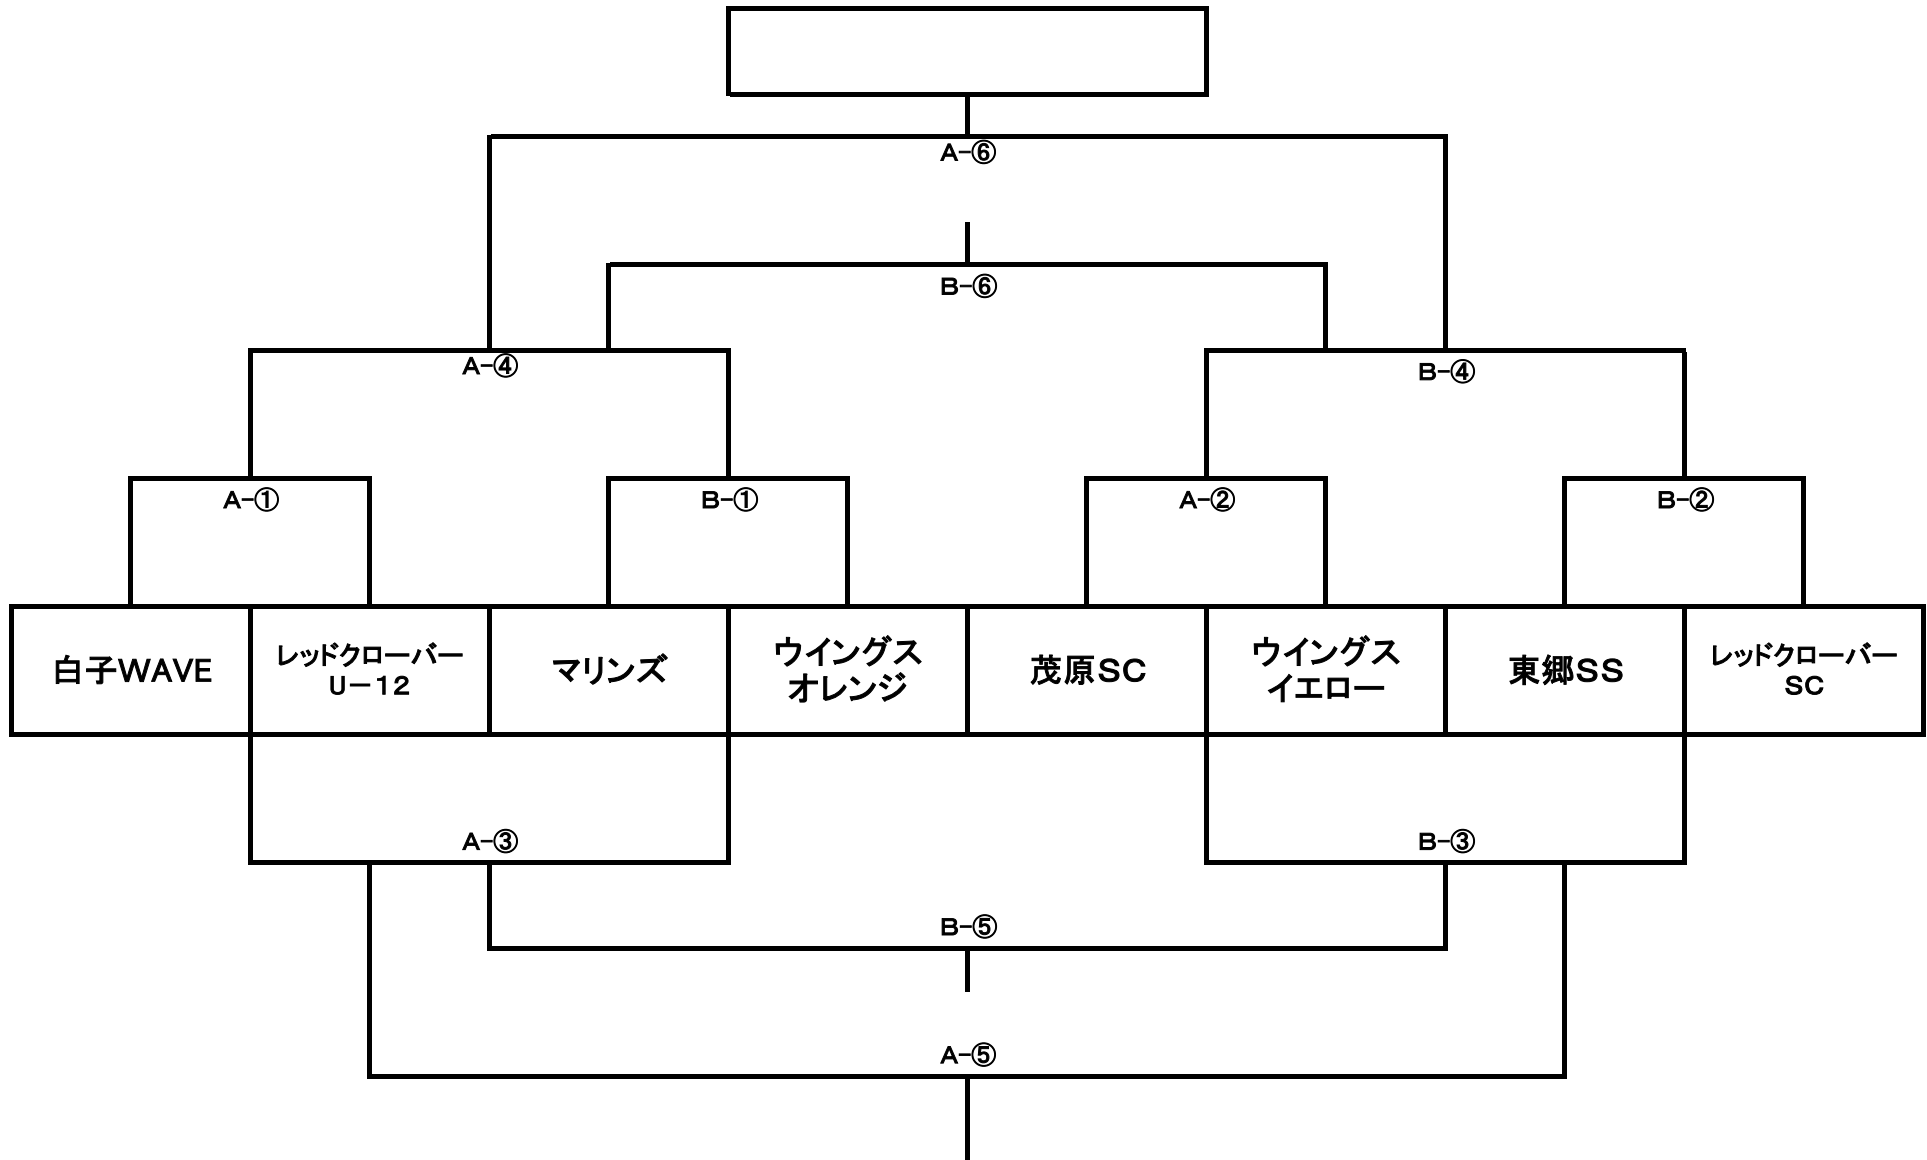 A-⑥
B-⑥
A-④
B-④
A-①
B-①
A-②
B-②
白子WAVE
レッドクローバー
U-12
マリンズ
ウイングス
オレンジ
茂原SC
ウイングス
イエロー
東郷SS
レッドクローバー
SC
A-③
B-③
B-⑤
A-⑤